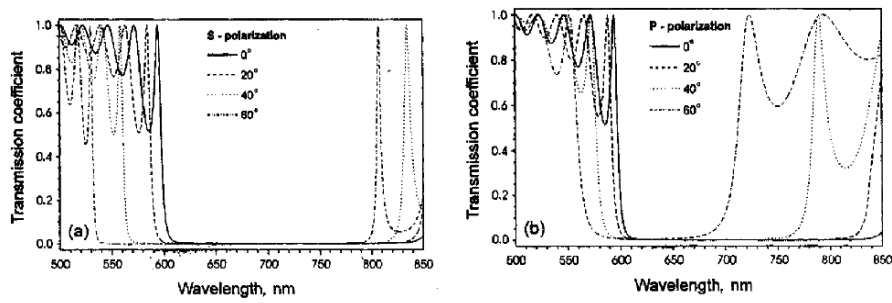 S - polarization
0°
20°
40°
60°
Transmission coefficient
1.0
0.8
0.6
0.4
0.2
0.0
(a)
500 550 600 650 700 750 800 850
Wavelength, nm
P - polarization
0°
20°
40°
60°
Transmission coefficient
1.0
0.8
0.6
0.4
0.2
0.0
(b)
500 550 600 650 700 750 800 850
Wavelength, nm